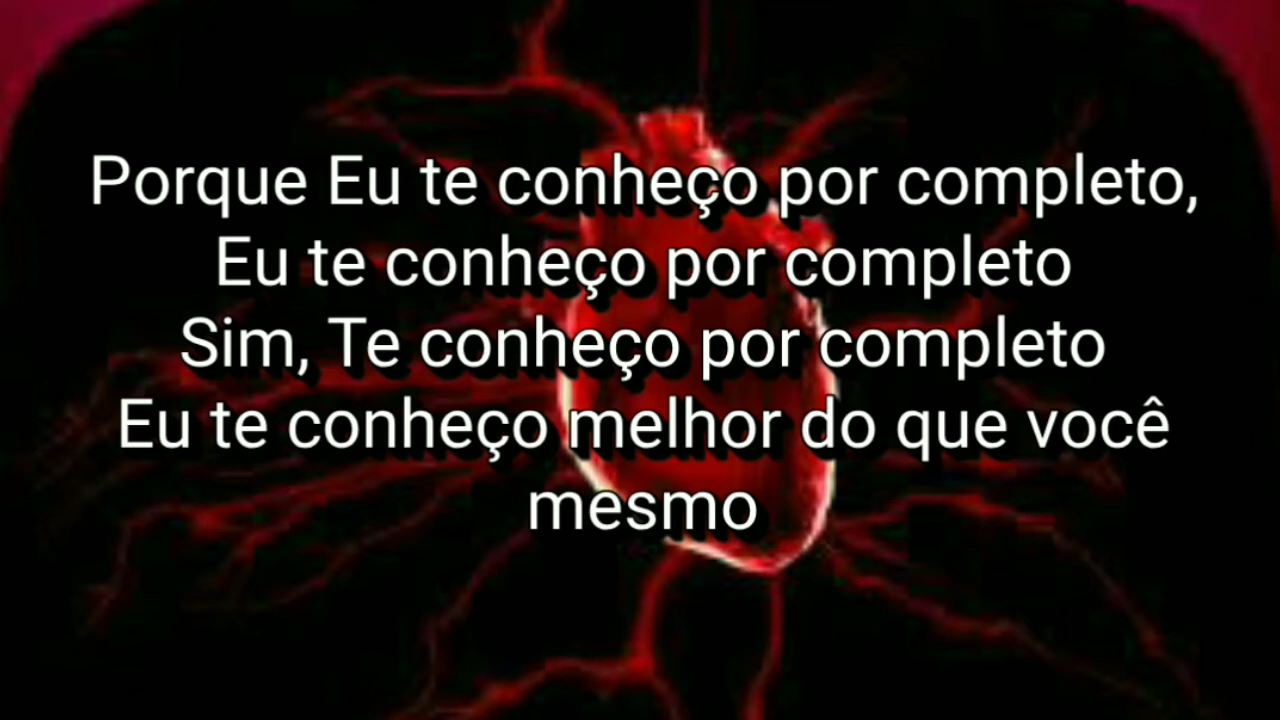 Porque Eu te conheço por completo,
Eu te conheço por completo
Sim, Te conheço por completo
Eu te conheço melhor do que você
mesmo